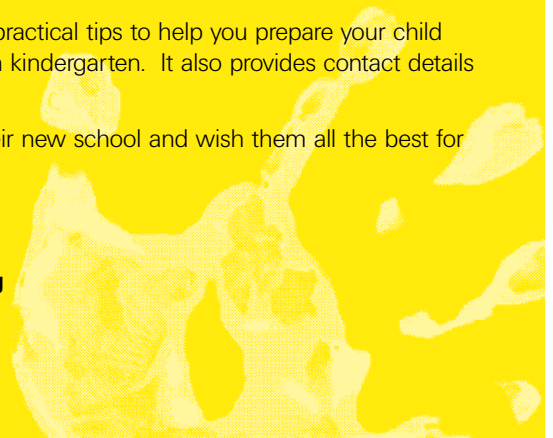 practical tips to help you prepare your child
kindergarten. It also provides contact details
ir new school and wish them all the best for